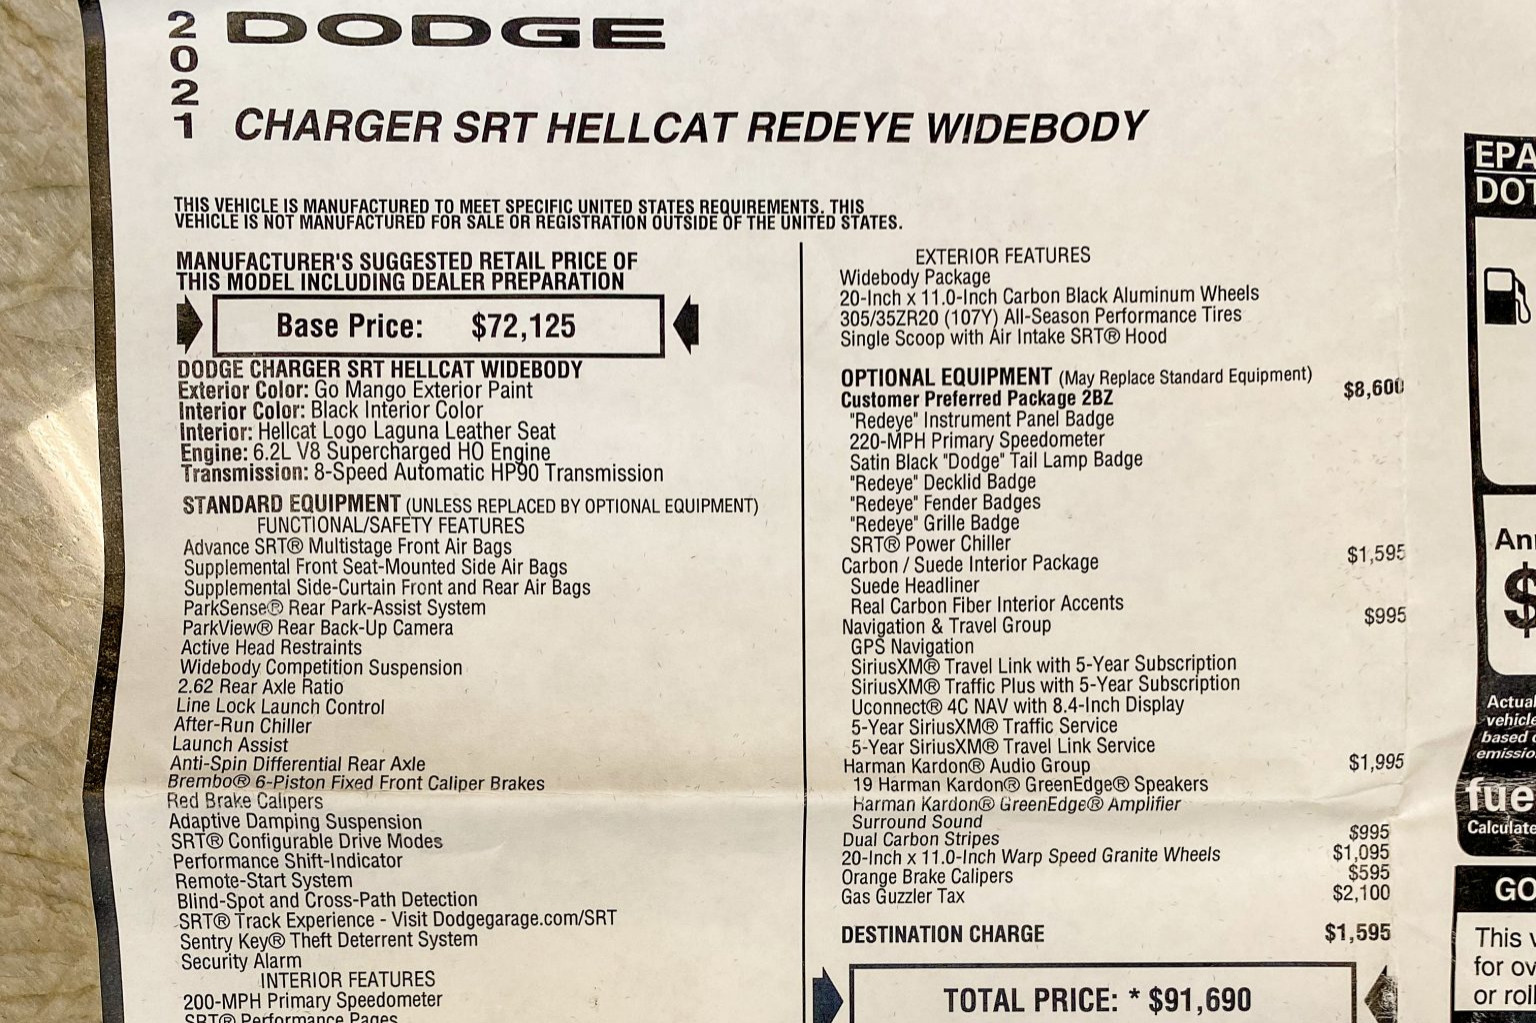 2021
DODGE
CHARGER SRT HELLCAT REDEYE WIDEBODY
THIS VEHICLE IS MANUFACTURED TO MEET SPECIFIC UNITED STATES REQUIREMENTS. THIS
VEHICLE IS NOT MANUFACTURED FOR SALE OR REGISTRATION OUTSIDE OF THE UNITED STATES.
MANUFACTURER'S SUGGESTED RETAIL PRICE OF
THIS MODEL INCLUDING DEALER PREPARATION
Base Price: $72,125
DODGE CHARGER SRT HELLCAT WIDEBODY
Exterior Color: Go Mango Exterior Paint
Interior Color: Black Interior Color
Interior: Hellcat Logo Laguna Leather Seat
Engine: 6.2L V8 Supercharged HO Engine
Transmission: 8-Speed Automatic HP90 Transmission
STANDARD EQUIPMENT (UNLESS REPLACED BY OPTIONAL EQUIPMENT)
FUNCTIONAL/SAFETY FEATURES
Advance SRT® Multistage Front Air Bags
Supplemental Front Seat-Mounted Side Air Bags
Supplemental Side-Curtain Front and Rear Air Bags
ParkSense® Rear Park-Assist System
ParkView® Rear Back-Up Camera
Active Head Restraints
Widebody Competition Suspension
2.62 Rear Axle Ratio
Line Lock Launch Control
After-Run Chiller
Launch Assist
Anti-Spin Differential Rear Axle
Brembo® 6-Piston Fixed Front Caliper Brakes
Red Brake Calipers
Adaptive Damping Suspension
SRT® Configurable Drive Modes
Performance Shift-Indicator
Remote-Start System
Blind-Spot and Cross-Path Detection
SRT® Track Experience - Visit Dodgegarage.com/SRT
Sentry Key® Theft Deterrent System
Security Alarm
INTERIOR FEATURES
200-MPH Primary Speedometer
SRT® Performance Pages
EXTERIOR FEATURES
Widebody Package
20-Inch x 11.0-Inch Carbon Black Aluminum Wheels
305/35ZR20 (107Y) All-Season Performance Tires
Single Scoop with Air Intake SRT® Hood
OPTIONAL EQUIPMENT (May Replace Standard Equipment)
Customer Preferred Package 2BZ $8,600
"Redeye" Instrument Panel Badge
220-MPH Primary Speedometer
Satin Black "Dodge" Tail Lamp Badge
"Redeye" Decklid Badge
"Redeye" Fender Badges
"Redeye" Grille Badge
SRT® Power Chiller
Carbon / Suede Interior Package $1,595
Suede Headliner
Real Carbon Fiber Interior Accents
Navigation & Travel Group $995
GPS Navigation
SiriusXM® Travel Link with 5-Year Subscription
SiriusXM® Traffic Plus with 5-Year Subscription
Uconnect® 4C NAV with 8.4-Inch Display
5-Year SiriusXM® Traffic Service
5-Year SiriusXM® Travel Link Service
Harman Kardon® Audio Group $1,995
19 Harman Kardon® GreenEdge® Speakers
Harman Kardon® GreenEdge® Amplifier
Surround Sound
Dual Carbon Stripes $995
20-Inch x 11.0-Inch Warp Speed Granite Wheels $1,095
Orange Brake Calipers $595
Gas Guzzler Tax $2,100
DESTINATION CHARGE $1,595
TOTAL PRICE: * $91,690
EPA
DOT
$
Actual
vehicle
based
fue
Calculate
GO
This
for ov
or roll